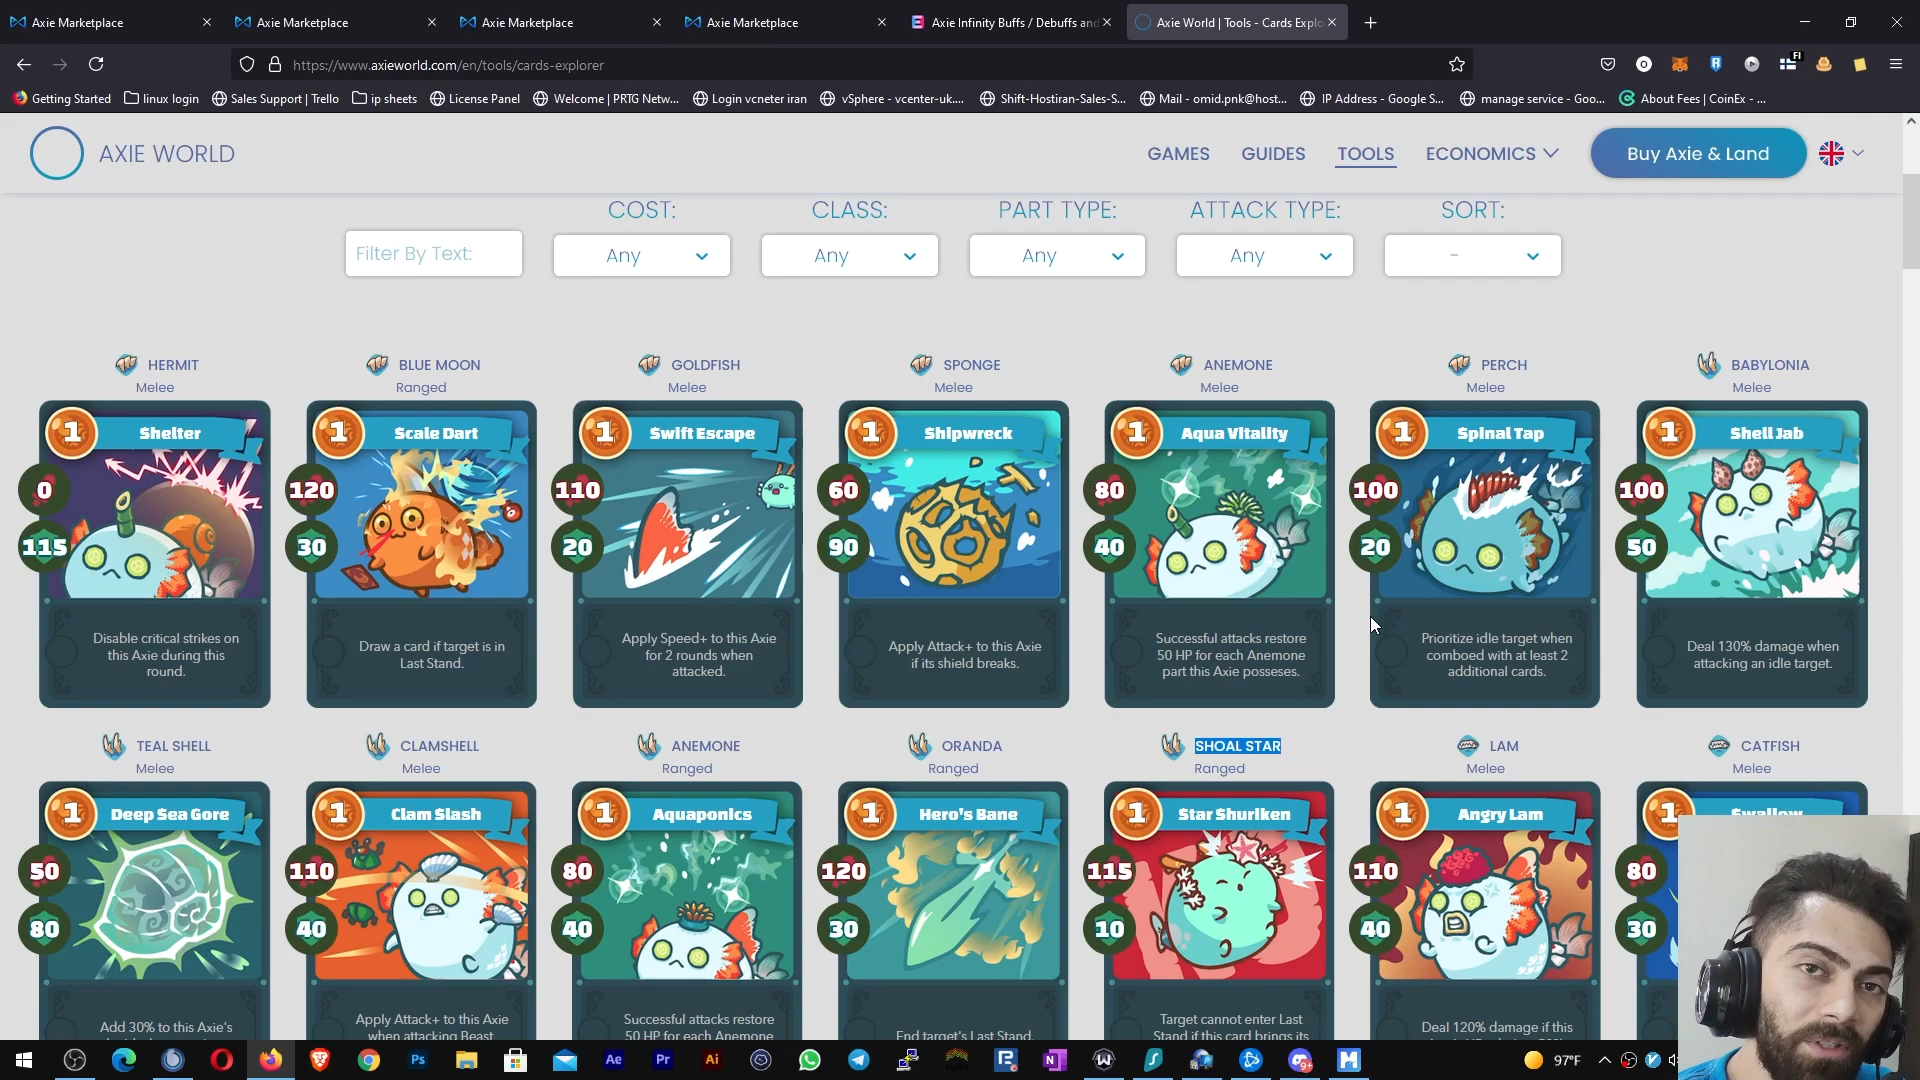 Axie Marketplace
Axie Marketplace
Axie Marketplace
Axie Marketplace
Axie Infinity Buffs / Debuffs and
Axie World | Tools - Cards Explo
https://www.axieworld.com/en/tools/cards-explorer
FI
Getting Started
linux login
Sales Support | Trello
ip sheets
License Panel
Welcome | PRTG Netw...
Login vcneter iran
vSphere - vcenter-uk....
Shift-Hostiran-Sales-S...
Mail - omid.pnk@host...
IP Address - Google S...
manage service - Goo...
About Fees | CoinEx - ...
AXIE WORLD
GAMES
GUIDES
TOOLS
ECONOMICS
Buy Axie & Land
COST:
CLASS:
PART TYPE:
ATTACK TYPE:
SORT:
Filter By Text:
Any
Any
Any
Any
-
HERMIT
Melee
1
Shelter
0
115
Disable critical strikes on
this Axie during this
round.
BLUE MOON
Ranged
1
Scale Dart
120
30
Draw a card if target is in
Last Stand.
GOLDFISH
Melee
1
Swift Escape
110
20
Apply Speed+ to this Axie
for 2 rounds when
attacked.
SPONGE
Melee
1
Shipwreck
60
90
Apply Attack+ to this Axie
if its shield breaks.
ANEMONE
Melee
1
Aqua Vitality
80
40
Successful attacks restore
50 HP for each Anemone
part this Axie posseses.
PERCH
Melee
1
Spinal Tap
100
20
Prioritize idle target when
comboed with at least 2
additional cards.
BABYLONIA
Melee
1
Shell Jab
100
50
Deal 130% damage when
attacking an idle target.
TEAL SHELL
Melee
1
Deep Sea Gore
50
80
Add 30% to this Axie's
CLAMSHELL
Melee
1
Clam Slash
110
40
Apply Attack+ to this Axie
when attacking Beast
ANEMONE
Ranged
1
Aquaponics
80
40
Successful attacks restore
50 HP for each Anemone
ORANDA
Ranged
1
Hero's Bane
120
30
End target's Last Stand.
SHOAL STAR
Ranged
1
Star Shuriken
115
10
Target cannot enter Last
Stand if this card brings its
LAM
Melee
1
Angry Lam
110
40
Deal 120% damage if this
CATFISH
Melee
1
Swallow
80
30
Ps
Ae
Pr
Ai
9+
97°F